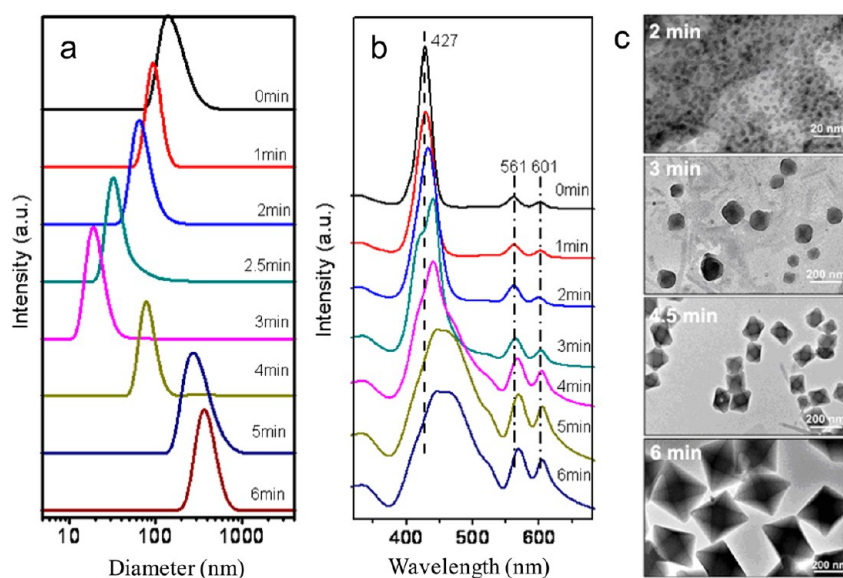 a
0min
1min
2min
2.5min
3min
4min
5min
6min
10 100 1000
Diameter (nm)
Intensity (a.u.)
b
427
561 601
0min
1min
2min
3min
4min
5min
6min
400 450 500 550 600
Wavelength (nm)
Intensity (a.u.)
c
2 min
20 nm
3 min
200 nm
4.5 min
200 nm
6 min
200 nm